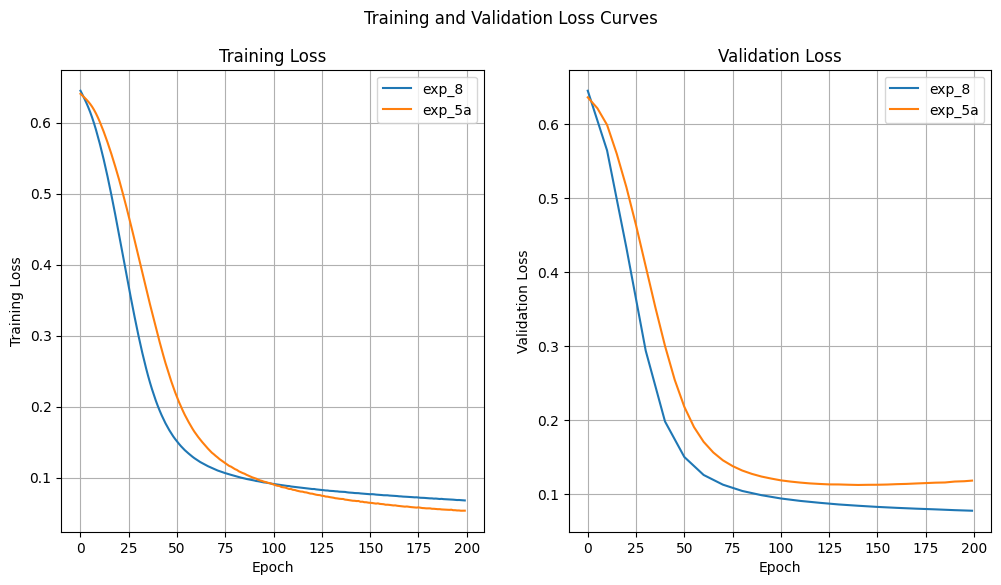 Training and Validation Loss Curves
Training Loss
exp_8
exp_5a
0.6
0.5
0.4
0.3
0.2
0.1
Training Loss
0 25 50 75 100 125 150 175 200
Epoch
Validation Loss
exp_8
exp_5a
0.6
0.5
0.4
0.3
0.2
0.1
Validation Loss
0 25 50 75 100 125 150 175 200
Epoch